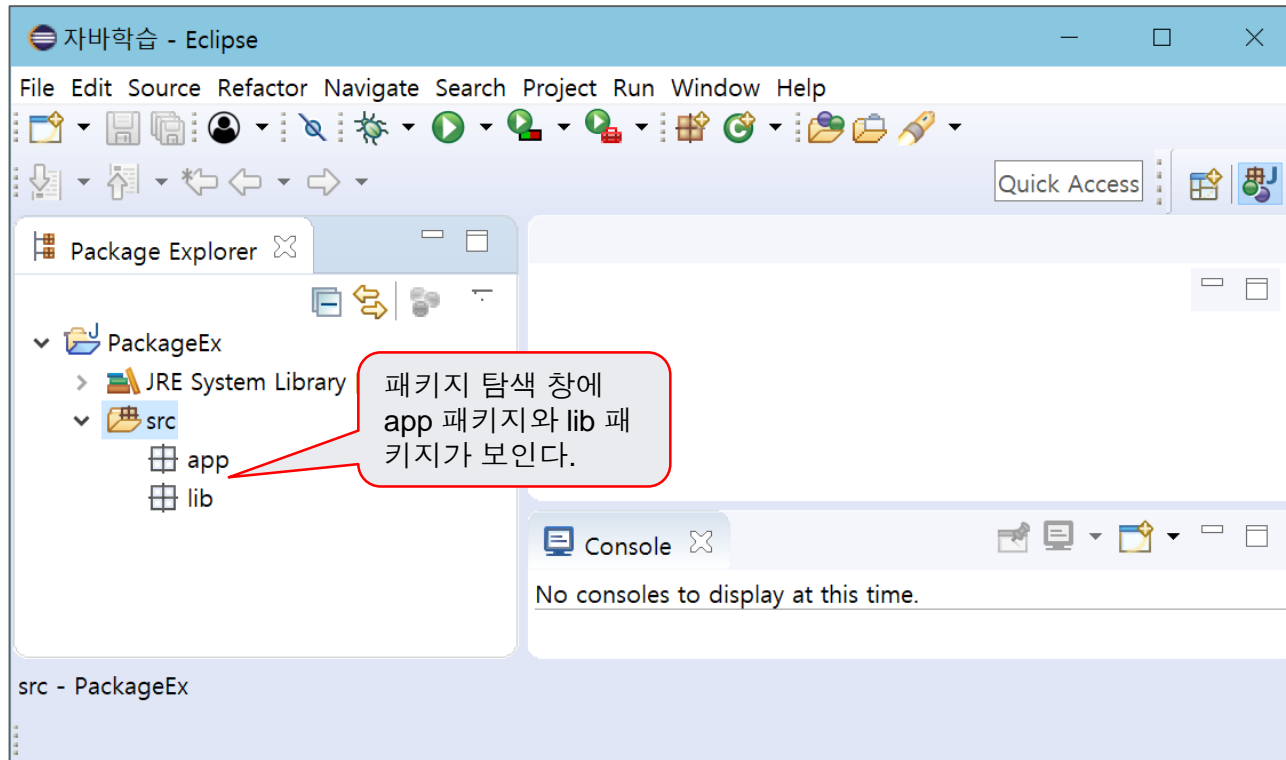 자바학습 - Eclipse
File Edit Source Refactor Navigate Search Project Run Window Help
Quick Access
Package Explorer
PackageEx
JRE System Library
src
app
lib
패키지 탐색 창에
app 패키지와 lib 패
키지가 보인다.
Console
No consoles to display at this time.
src - PackageEx